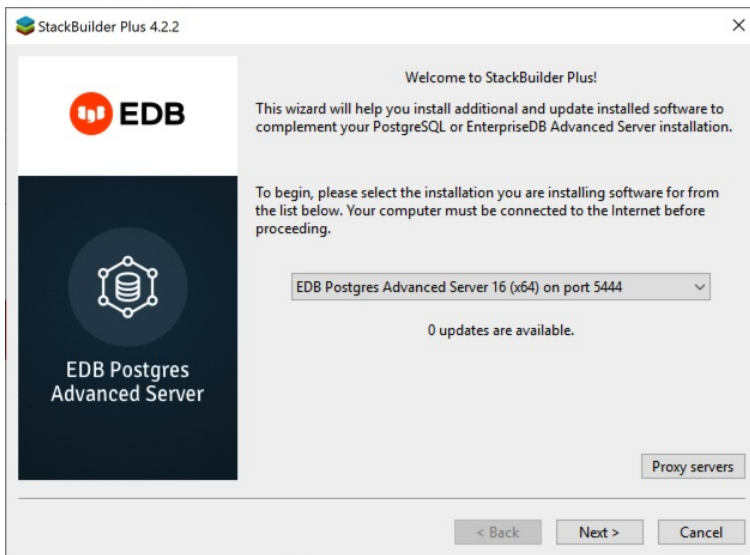 StackBuilder Plus 4.2.2
EDB
EDB Postgres
Advanced Server
Welcome to StackBuilder Plus!
This wizard will help you install additional and update installed software to
complement your PostgreSQL or EnterpriseDB Advanced Server installation.
To begin, please select the installation you are installing software for from
the list below. Your computer must be connected to the Internet before
proceeding.
EDB Postgres Advanced Server 16 (x64) on port 5444
0 updates are available.
Proxy servers
< Back
Next >
Cancel